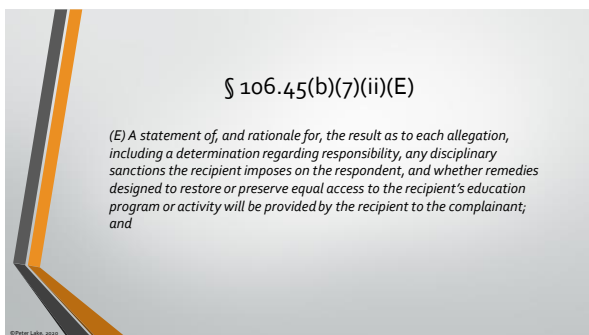 § 106.45(b)(7)(ii)(E)
(E) A statement of, and rationale for, the result as to each allegation,
including a determination regarding responsibility, any disciplinary
sanctions the recipient imposes on the respondent, and whether remedies
designed to restore or preserve equal access to the recipient's education
program or activity will be provided by the recipient to the complainant;
and
©Peter Lake, 2020